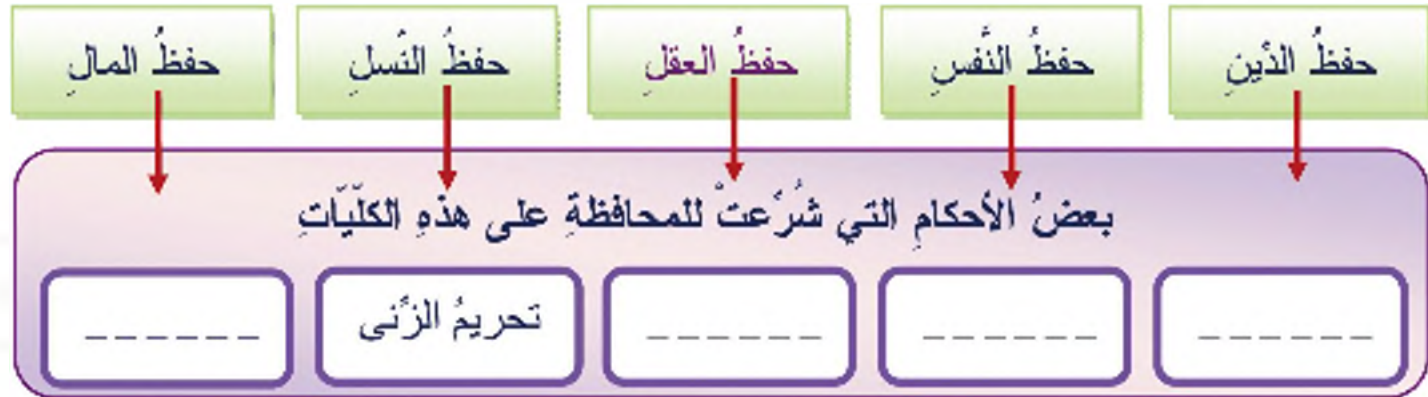 حفظُ الدِّينِ
حفظُ النَّفسِ
حفظُ العقلِ
حفظُ النَّسلِ
حفظُ المالِ
بعضُ الأحكامِ التي شُرِّعتْ للمحافظةِ على هذهِ الكلّيّاتِ
_ _ _ _ _ _
_ _ _ _ _ _
_ _ _ _ _ _
تحريمُ الزِّنى
_ _ _ _ _ _